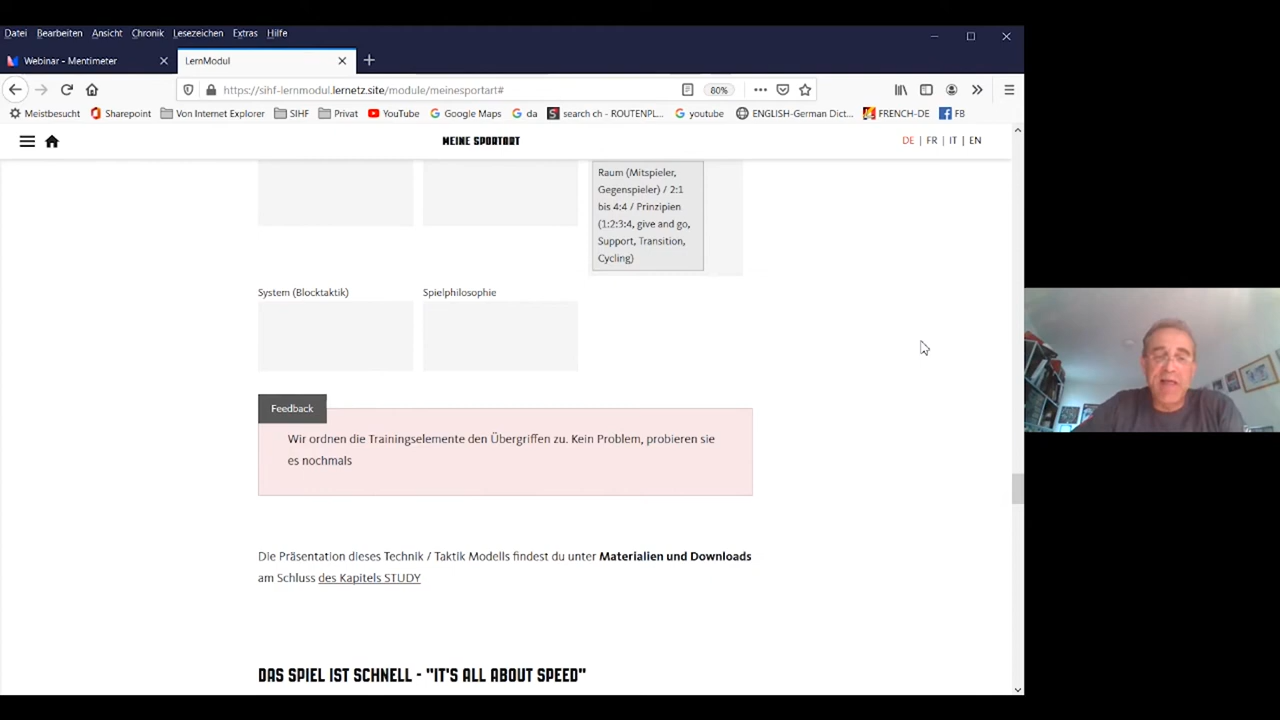 Datei Bearbeiten Ansicht Chronik Lesezeichen Extras Hilfe
Webinar - Mentimeter
LernModul
https://sihf-lernmodul.lernetz.site/module/meinesportart#
80%
Meistbesucht Sharepoint Von Internet Explorer SIHF Privat YouTube Google Maps da search ch - ROUTENPL... youtube ENGLISH-German Dict... FRENCH-DE FB
MEINE SPORTART
DE | FR | IT | EN
Raum (Mitspieler,
Gegenspieler) / 2:1
bis 4:4 / Prinzipien
(1:2:3:4, give and go,
Support, Transition,
Cycling)
System (Blocktaktik)
Spielphilosophie
Feedback
Wir ordnen die Trainingselemente den Übergriffen zu. Kein Problem, probieren sie
es nochmals
Die Präsentation dieses Technik / Taktik Modells findest du unter Materialien und Downloads
am Schluss des Kapitels STUDY
DAS SPIEL IST SCHNELL - "IT'S ALL ABOUT SPEED"